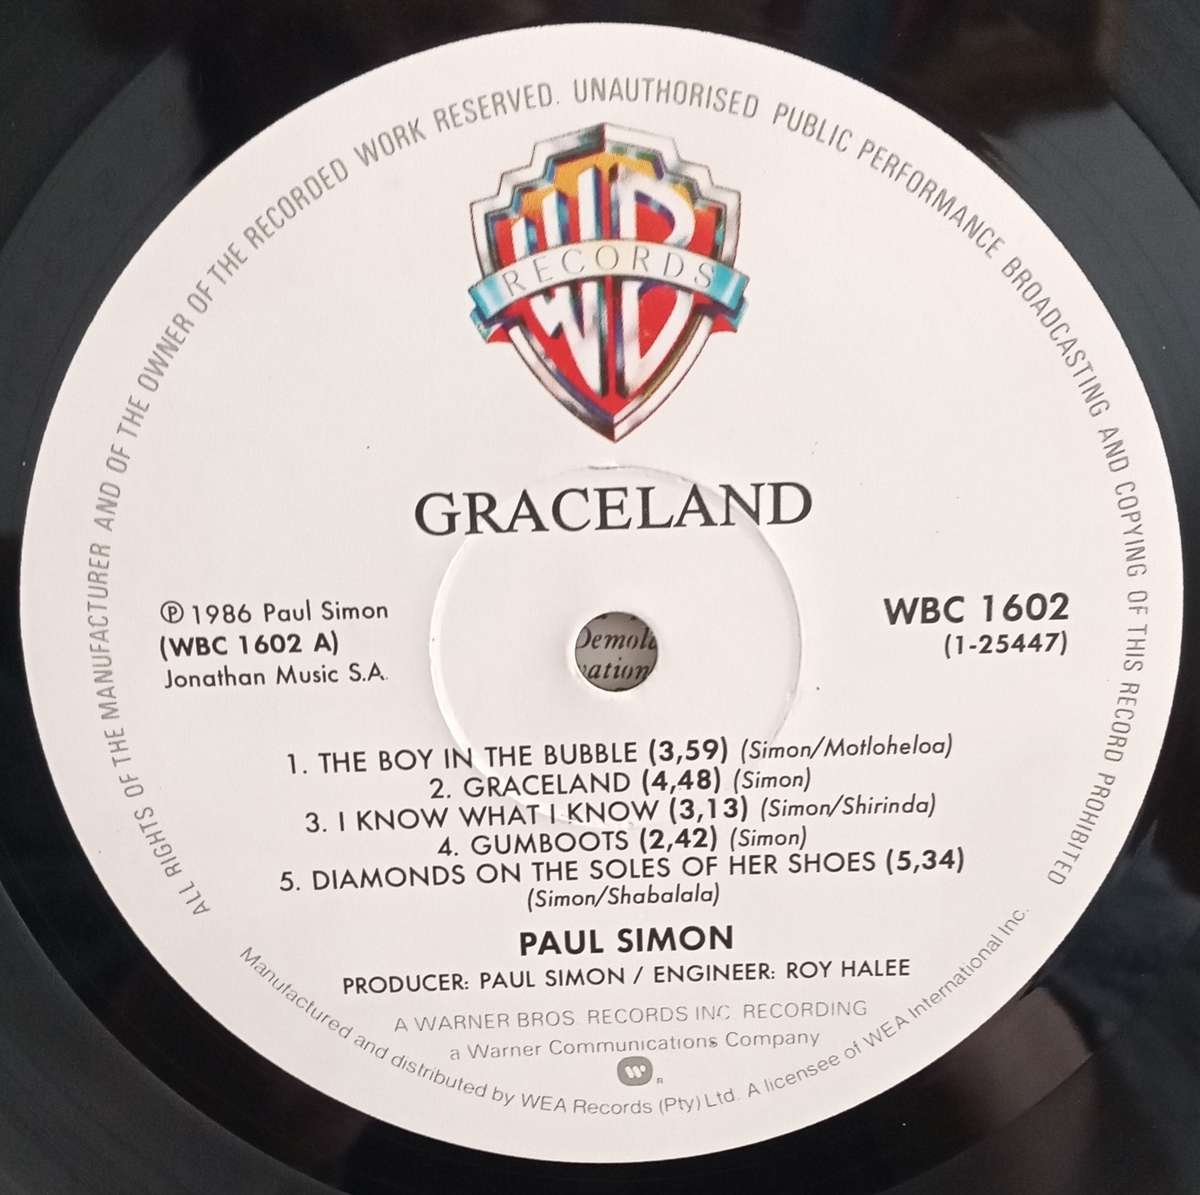 ALL RIGHTS OF THE MANUFACTURER AND OF THE OWNER OF THE RECORDED WORK RESERVED. UNAUTHORISED PUBLIC PERFORMANCE BROADCASTING AND COPYING OF THIS RECORD PROHIBITED
WB
RECORDS
GRACELAND
℗ 1986 Paul Simon
(WBC 1602 A)
Jonathan Music S.A.
WBC 1602
(1-25447)
1. THE BOY IN THE BUBBLE (3,59) (Simon/Motloheloa)
2. GRACELAND (4,48) (Simon)
3. I KNOW WHAT I KNOW (3,13) (Simon/Shirinda)
4. GUMBOOTS (2,42) (Simon)
5. DIAMONDS ON THE SOLES OF HER SHOES (5,34)
(Simon/Shabalala)
PAUL SIMON
PRODUCER: PAUL SIMON / ENGINEER: ROY HALEE
A WARNER BROS. RECORDS INC. RECORDING
a Warner Communications Company
Manufactured and distributed by WEA Records (Pty) Ltd. A licensee of WEA International Inc.